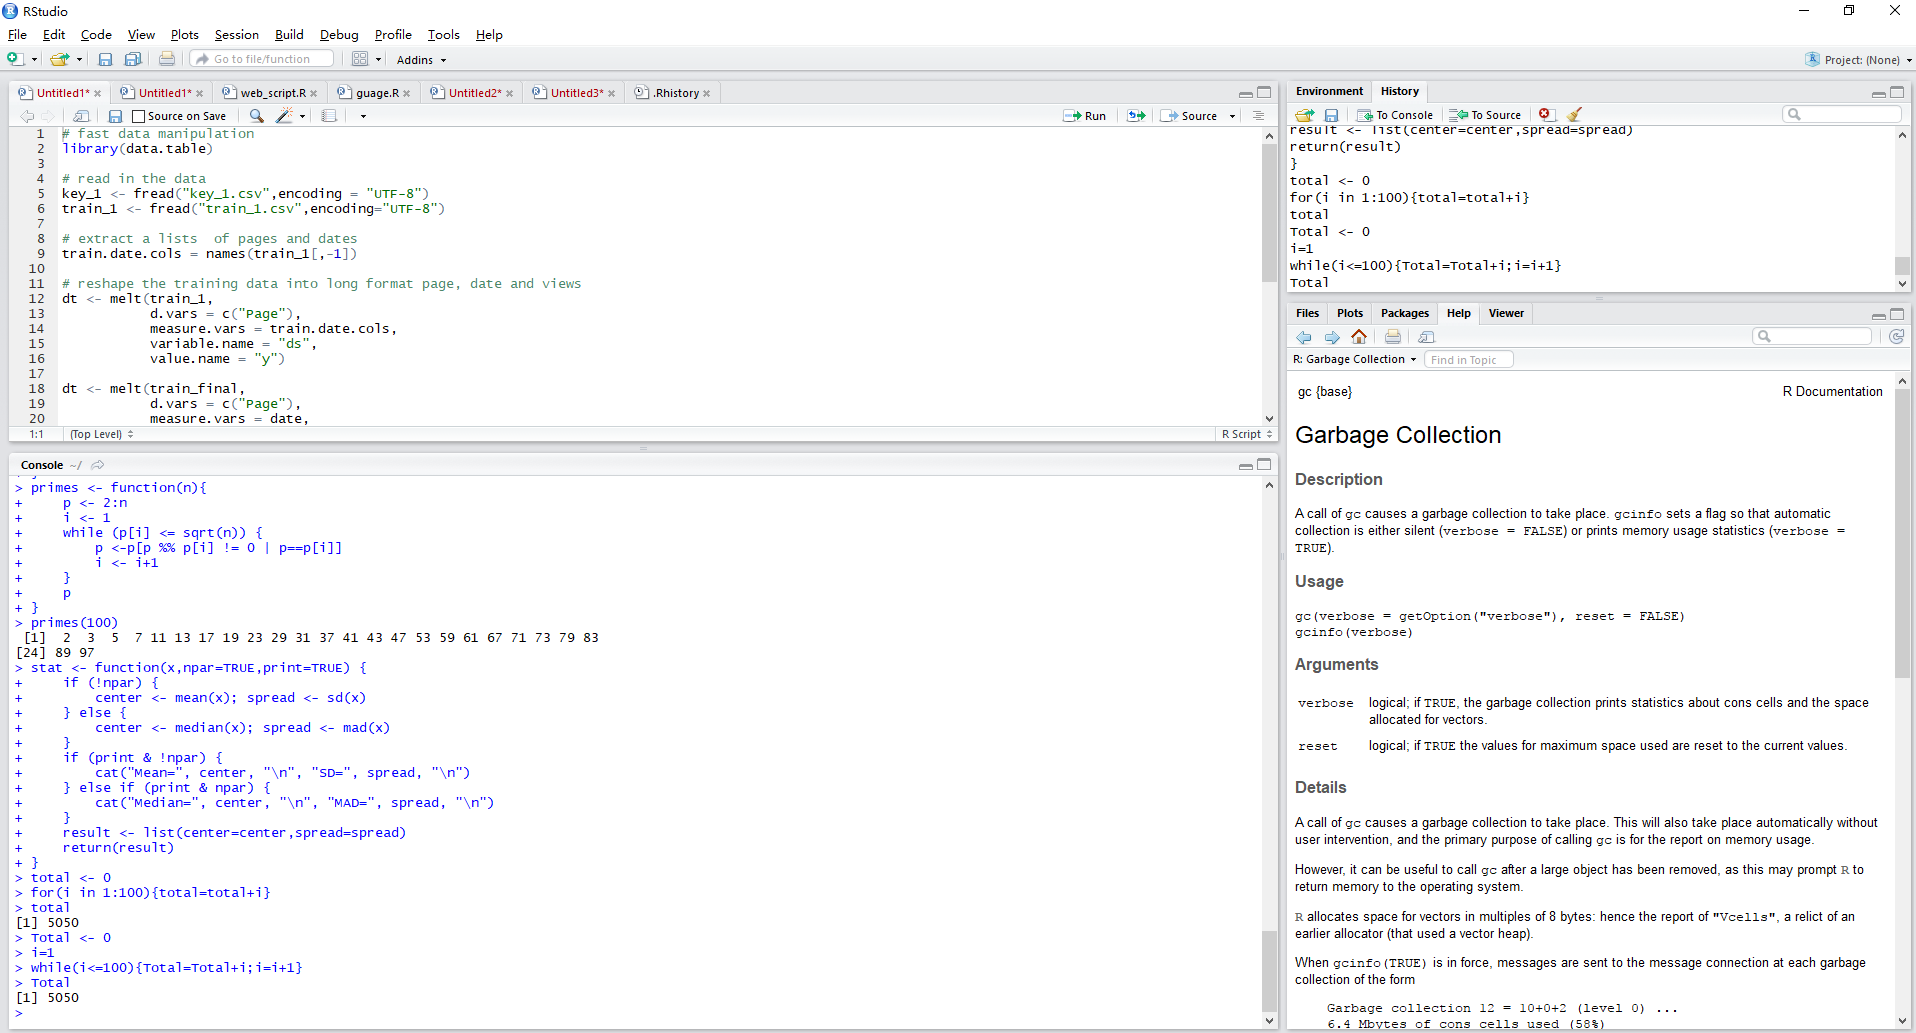 RStudio
File Edit Code View Plots Session Build Debug Profile Tools Help
Go to file/function Addins Project: (None)
Untitled1* Untitled1* web_script.R guage.R Untitled2* Untitled3* .Rhistory
Source on Save Run Source
1 # fast data manipulation
2 library(data.table)
3
4 # read in the data
5 key_1 <- fread("key_1.csv",encoding = "UTF-8")
6 train_1 <- fread("train_1.csv",encoding="UTF-8")
7
8 # extract a lists  of pages and dates
9 train.date.cols = names(train_1[,-1])
10
11 # reshape the training data into long format page, date and views
12 dt <- melt(train_1,
13            d.vars = c("Page"),
14            measure.vars = train.date.cols,
15            variable.name = "ds",
16            value.name = "y")
17
18 dt <- melt(train_final,
19            d.vars = c("Page"),
20            measure.vars = date,
1:1 (Top Level) R Script
Console ~/
> primes <- function(n){
+     p <- 2:n
+     i <- 1
+     while (p[i] <= sqrt(n)) {
+         p <-p[p %% p[i] != 0 | p==p[i]]
+         i <- i+1
+     }
+     p
+ }
> primes(100)
 [1]  2  3  5  7 11 13 17 19 23 29 31 37 41 43 47 53 59 61 67 71 73 79 83
[24] 89 97
> stat <- function(x,npar=TRUE,print=TRUE) {
+     if (!npar) {
+         center <- mean(x); spread <- sd(x)
+     } else {
+         center <- median(x); spread <- mad(x)
+     }
+     if (print & !npar) {
+         cat("Mean=", center, "\n", "SD=", spread, "\n")
+     } else if (print & npar) {
+         cat("Median=", center, "\n", "MAD=", spread, "\n")
+     }
+     result <- list(center=center,spread=spread)
+     return(result)
+ }
> total <- 0
> for(i in 1:100){total=total+i}
> total
[1] 5050
> Total <- 0
> i=1
> while(i<=100){Total=Total+i;i=i+1}
> Total
[1] 5050
>
Environment History
To Console To Source
result <- list(center=center,spread=spread)
return(result)
}
total <- 0
for(i in 1:100){total=total+i}
total
Total <- 0
i=1
while(i<=100){Total=Total+i;i=i+1}
Total
Files Plots Packages Help Viewer
R: Garbage Collection Find in Topic
gc {base} R Documentation
Garbage Collection
Description
A call of gc causes a garbage collection to take place. gcinfo sets a flag so that automatic
collection is either silent (verbose = FALSE) or prints memory usage statistics (verbose =
TRUE).
Usage
gc(verbose = getOption("verbose"), reset = FALSE)
gcinfo(verbose)
Arguments
verbose logical; if TRUE, the garbage collection prints statistics about cons cells and the space
allocated for vectors.
reset logical; if TRUE the values for maximum space used are reset to the current values.
Details
A call of gc causes a garbage collection to take place. This will also take place automatically without
user intervention, and the primary purpose of calling gc is for the report on memory usage.
However, it can be useful to call gc after a large object has been removed, as this may prompt R to
return memory to the operating system.
R allocates space for vectors in multiples of 8 bytes: hence the report of "Vcells", a relict of an
earlier allocator (that used a vector heap).
When gcinfo(TRUE) is in force, messages are sent to the message connection at each garbage
collection of the form
Garbage collection 12 = 10+0+2 (level 0) ...
6.4 Mbytes of cons cells used (58%)